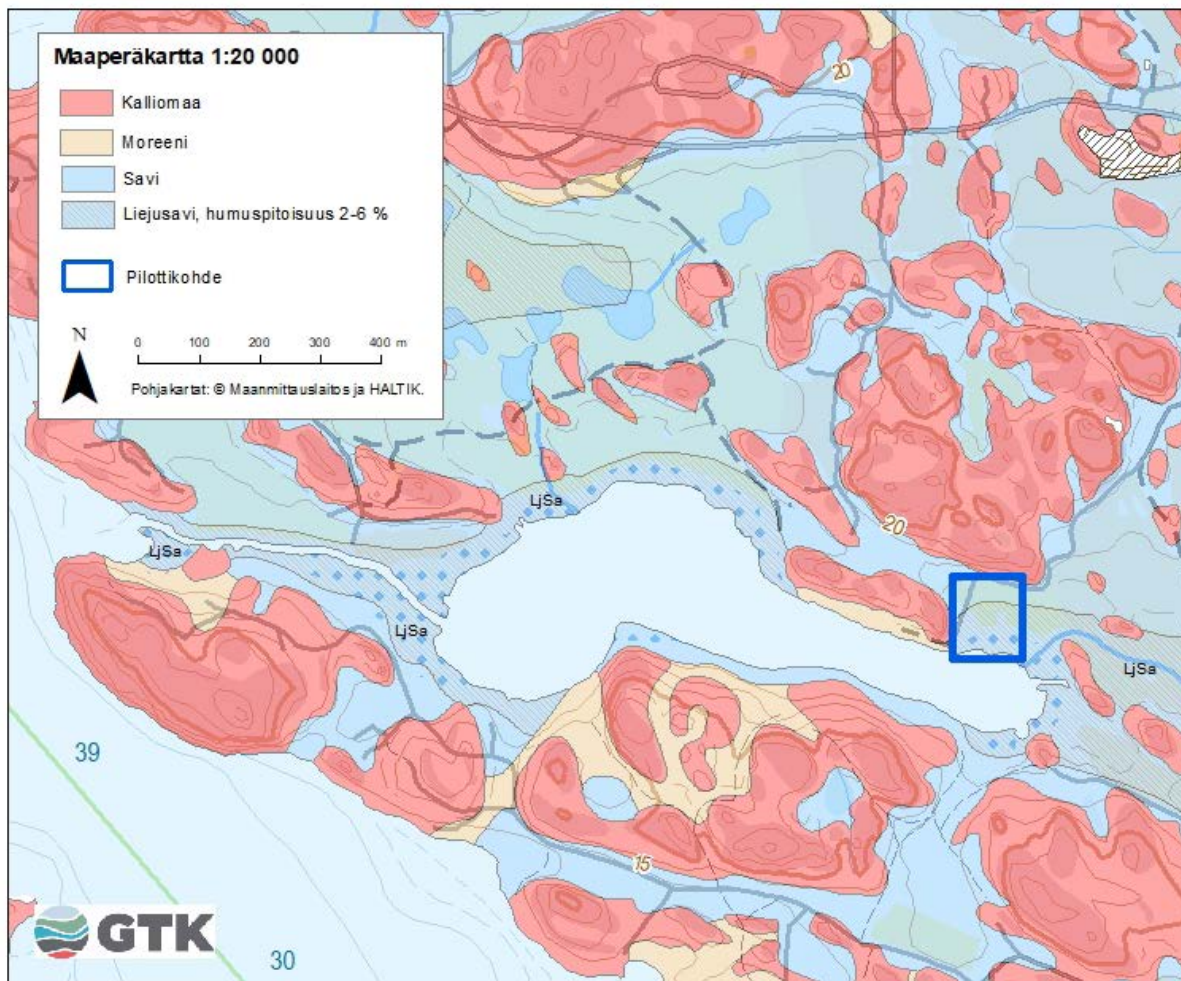 Maaperäkartta 1:20 000
Kalliomaa
Moreeni
Savi
Liejusavi, humuspitoisuus 2-6 %
Pilottikohde
N
0 100 200 300 400 m
Pohjakartat: © Maanmittauslaitos ja HALTIK.
20
LjSa
20
LjSa
LjSa
LjSa
39
15
GTK
30